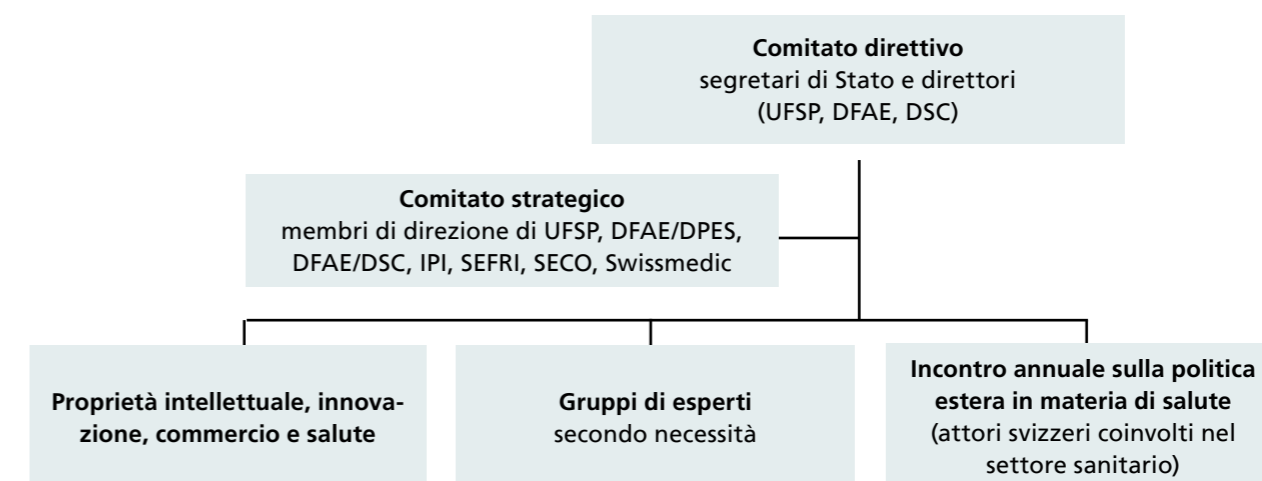 Comitato direttivo
segretari di Stato e direttori
(UFSP, DFAE, DSC)
Comitato strategico
membri di direzione di UFSP, DFAE/DPES,
DFAE/DSC, IPI, SEFRI, SECO, Swissmedic
Proprietà intellettuale, innova-
zione, commercio e salute
Gruppi di esperti
secondo necessità
Incontro annuale sulla politica
estera in materia di salute
(attori svizzeri coinvolti nel
settore sanitario)